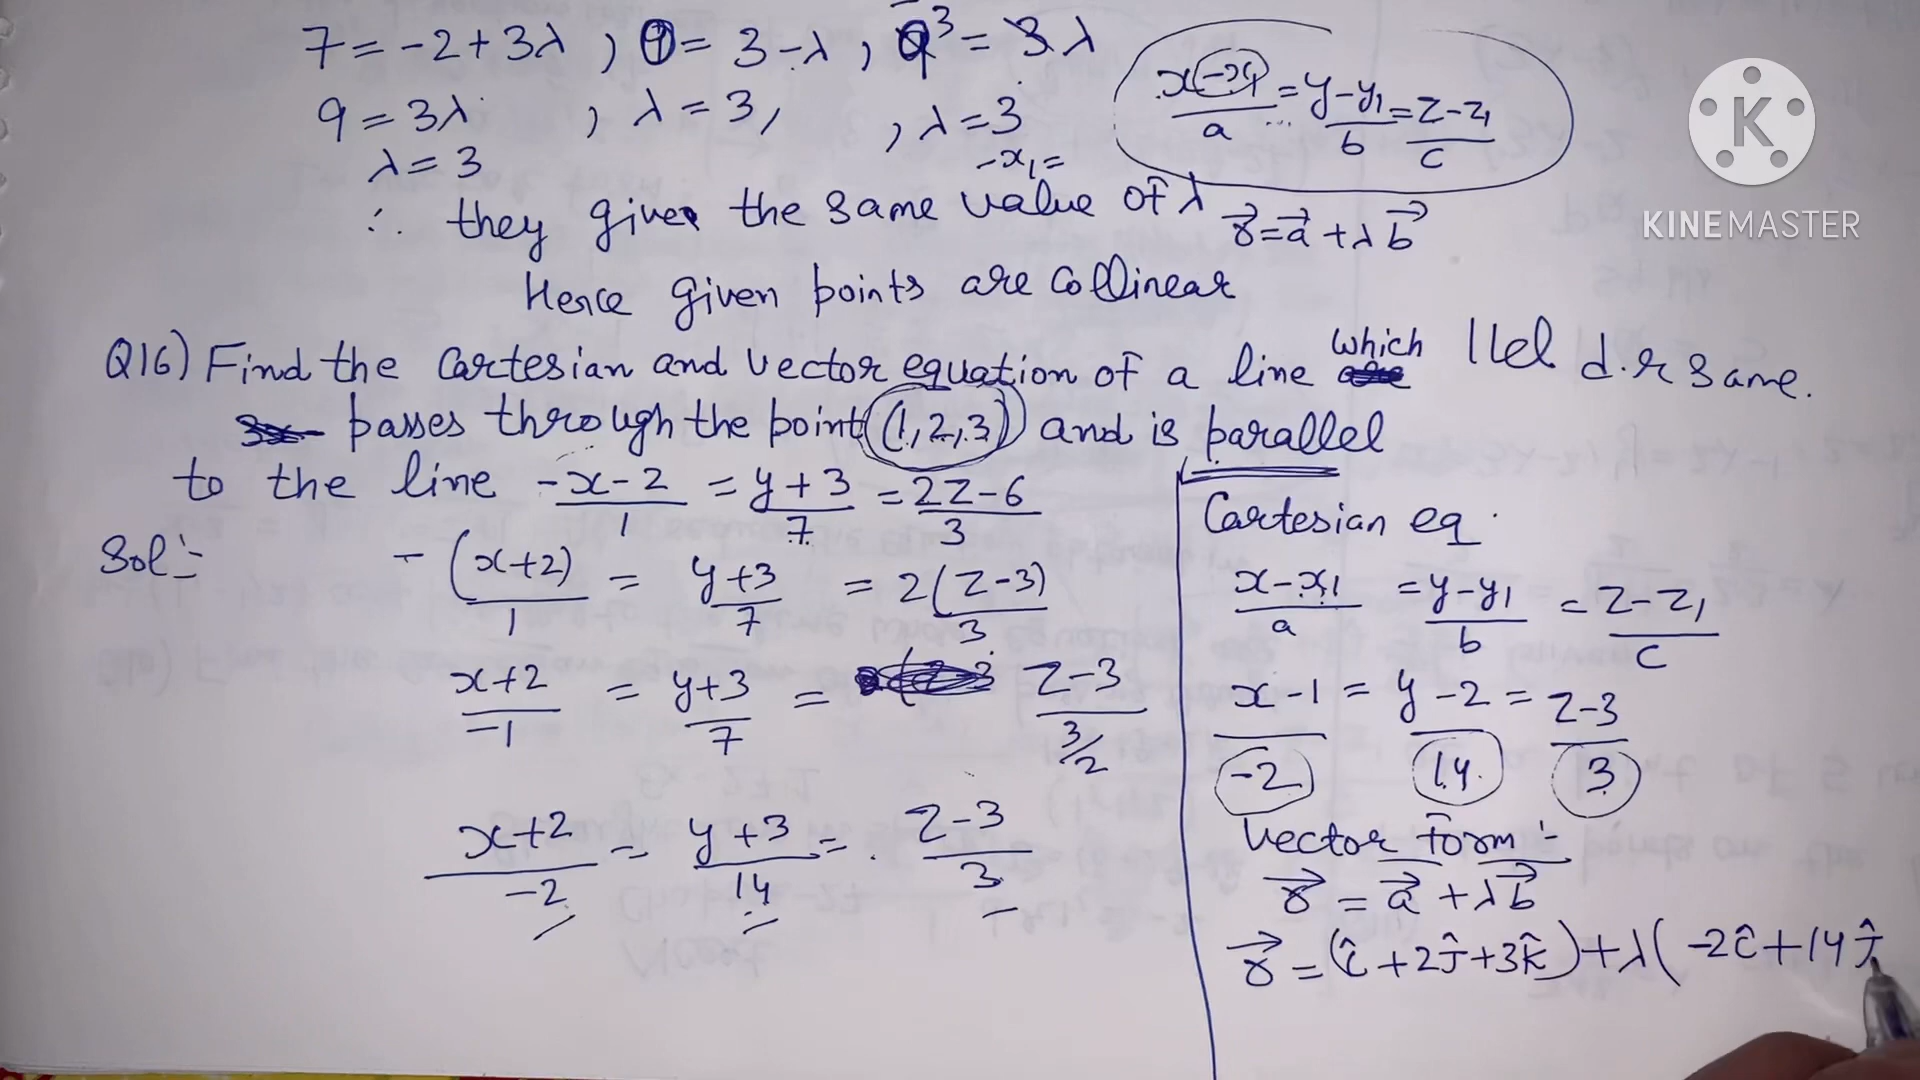 7 = -2+3λ , 0 = 3-λ , 9³ = 3λ
9 = 3λ , λ = 3, , λ = 3
λ = 3
-x₁ =
(x-x₁)/a = (y-y₁)/b = (z-z₁)/c
K
KINEMASTER
∴ they gives the same value of λ
r⃗ = a⃗ + λb⃗
Hence given points are collinear
Q16) Find the Cartesian and vector equation of a line which ||lel d.r same.
passes through the point (1,2,3) and is parallel
to the line (-x-2)/1 = (y+3)/7 = (2z-6)/3
Sol:-
-(x+2)/1 = (y+3)/7 = 2(z-3)/3
(x+2)/-1 = (y+3)/7 = (z-3)/(3/2)
(x+2)/-2 = (y+3)/14 = (z-3)/3
Cartesian eq.
(x-x₁)/a = (y-y₁)/b = (z-z₁)/c
(x-1)/-2 = (y-2)/14 = (z-3)/3
Vector form:-
r⃗ = a⃗ + λb⃗
r⃗ = (î+2ĵ+3k̂)+λ(-2î+14ĵ